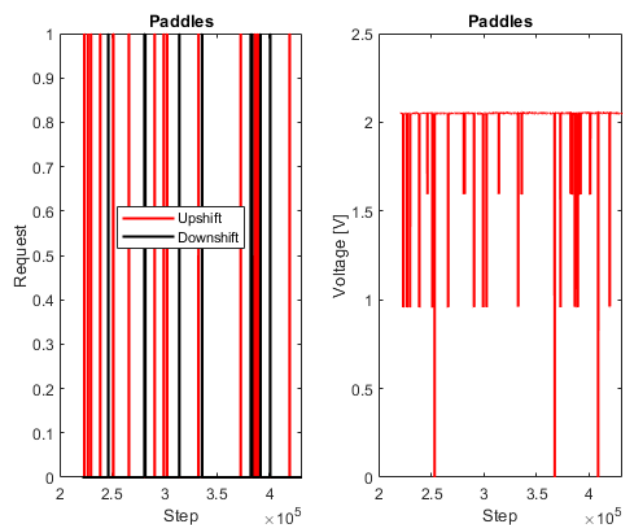 Paddles
1
0.9
0.8
0.7
0.6
0.5
0.4
0.3
0.2
0.1
0
Request
Upshift
Downshift
2 2.5 3 3.5 4
Step
×10^5
Paddles
2.5
2
1.5
1
0.5
0
Voltage [V]
2 2.5 3 3.5 4
Step
×10^5